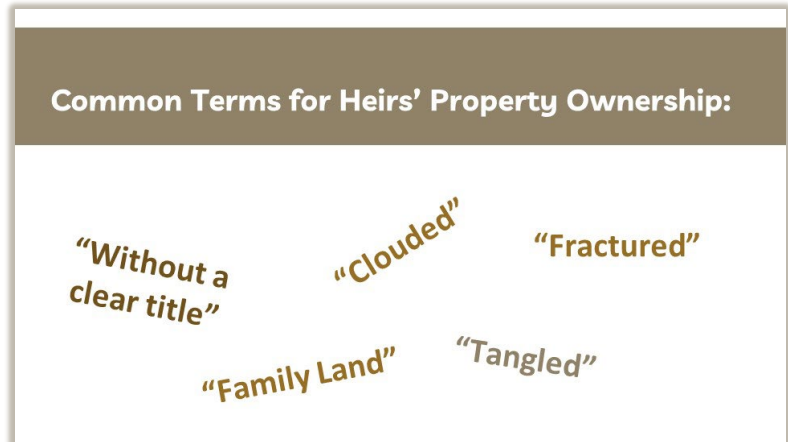 Common Terms for Heirs’ Property Ownership:
“Without a
clear title”
“Clouded”
“Fractured”
“Family Land”
“Tangled”